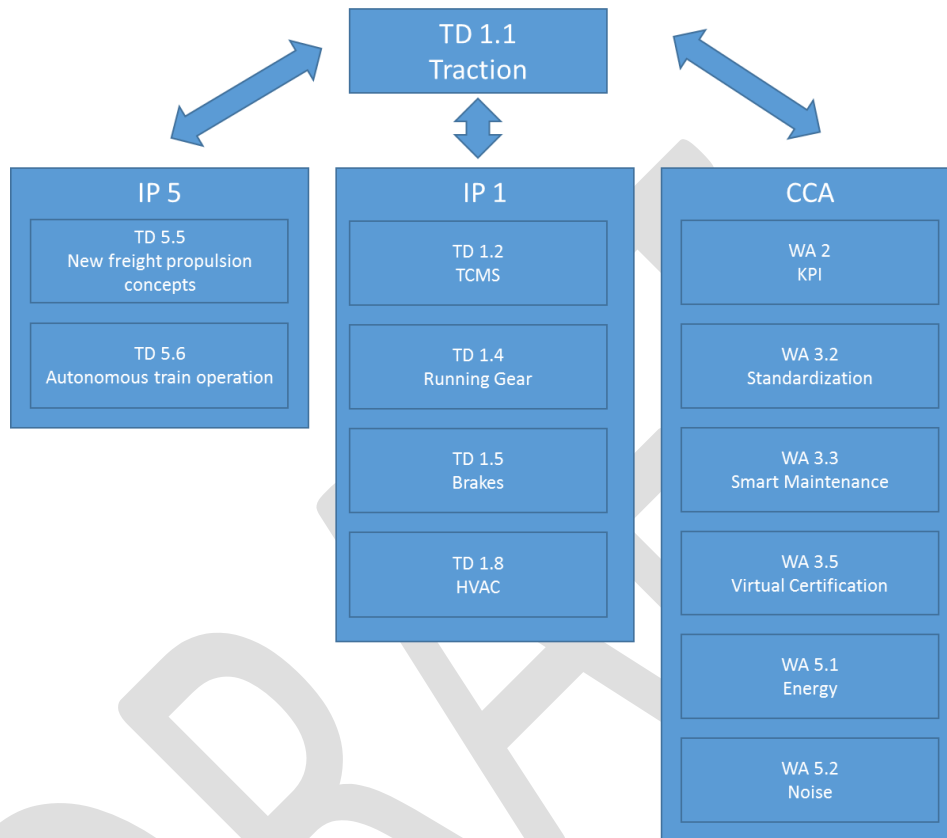 TD 1.1
Traction
IP 5
TD 5.5
New freight propulsion
concepts
TD 5.6
Autonomous train operation
IP 1
TD 1.2
TCMS
TD 1.4
Running Gear
TD 1.5
Brakes
TD 1.8
HVAC
CCA
WA 2
KPI
WA 3.2
Standardization
WA 3.3
Smart Maintenance
WA 3.5
Virtual Certification
WA 5.1
Energy
WA 5.2
Noise
DRAFT